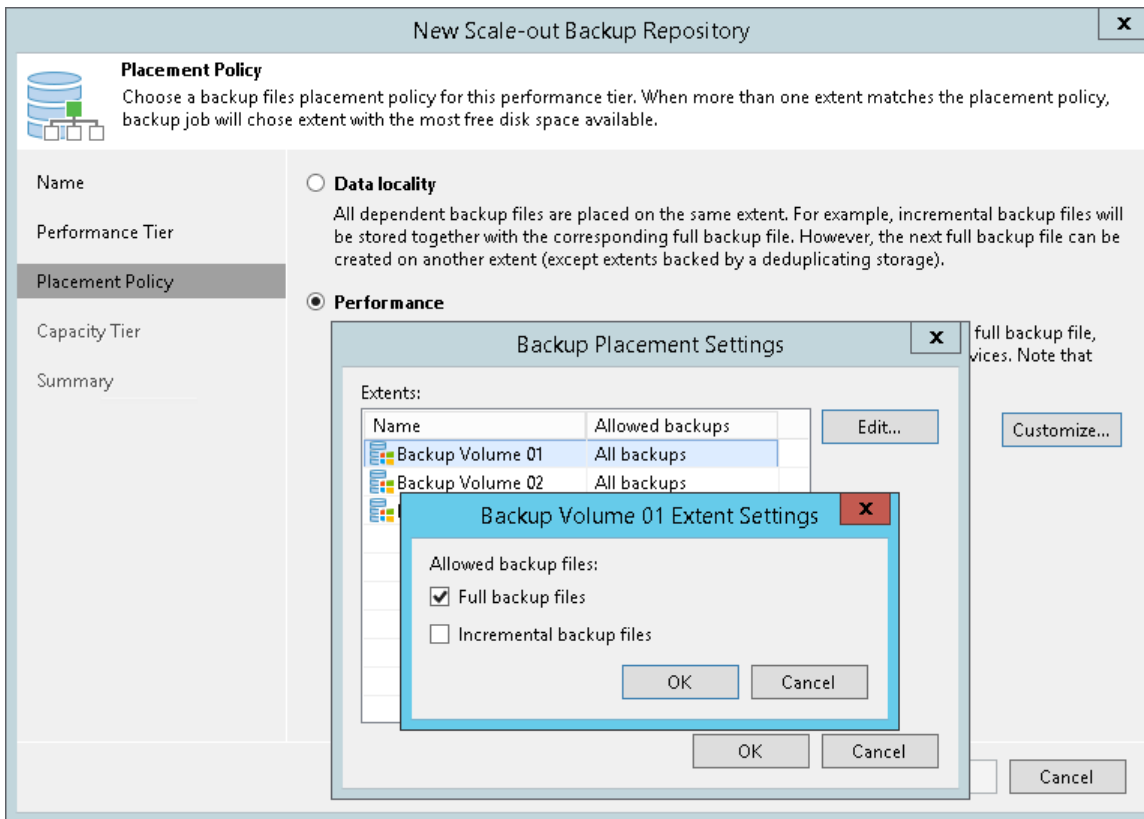 New Scale-out Backup Repository
x
Placement Policy
Choose a backup files placement policy for this performance tier. When more than one extent matches the placement policy,
backup job will chose extent with the most free disk space available.
Name
Performance Tier
Placement Policy
Capacity Tier
Summary
Data locality
All dependent backup files are placed on the same extent. For example, incremental backup files will
be stored together with the corresponding full backup file. However, the next full backup file can be
created on another extent (except extents backed by a deduplicating storage).
Performance
full backup file,
vices. Note that
Customize...
Backup Placement Settings
x
Extents:
Name Allowed backups
Edit...
Backup Volume 01 All backups
Backup Volume 02 All backups
Backup Volume 01 Extent Settings
x
Allowed backup files:
Full backup files
Incremental backup files
OK Cancel
OK Cancel
Cancel